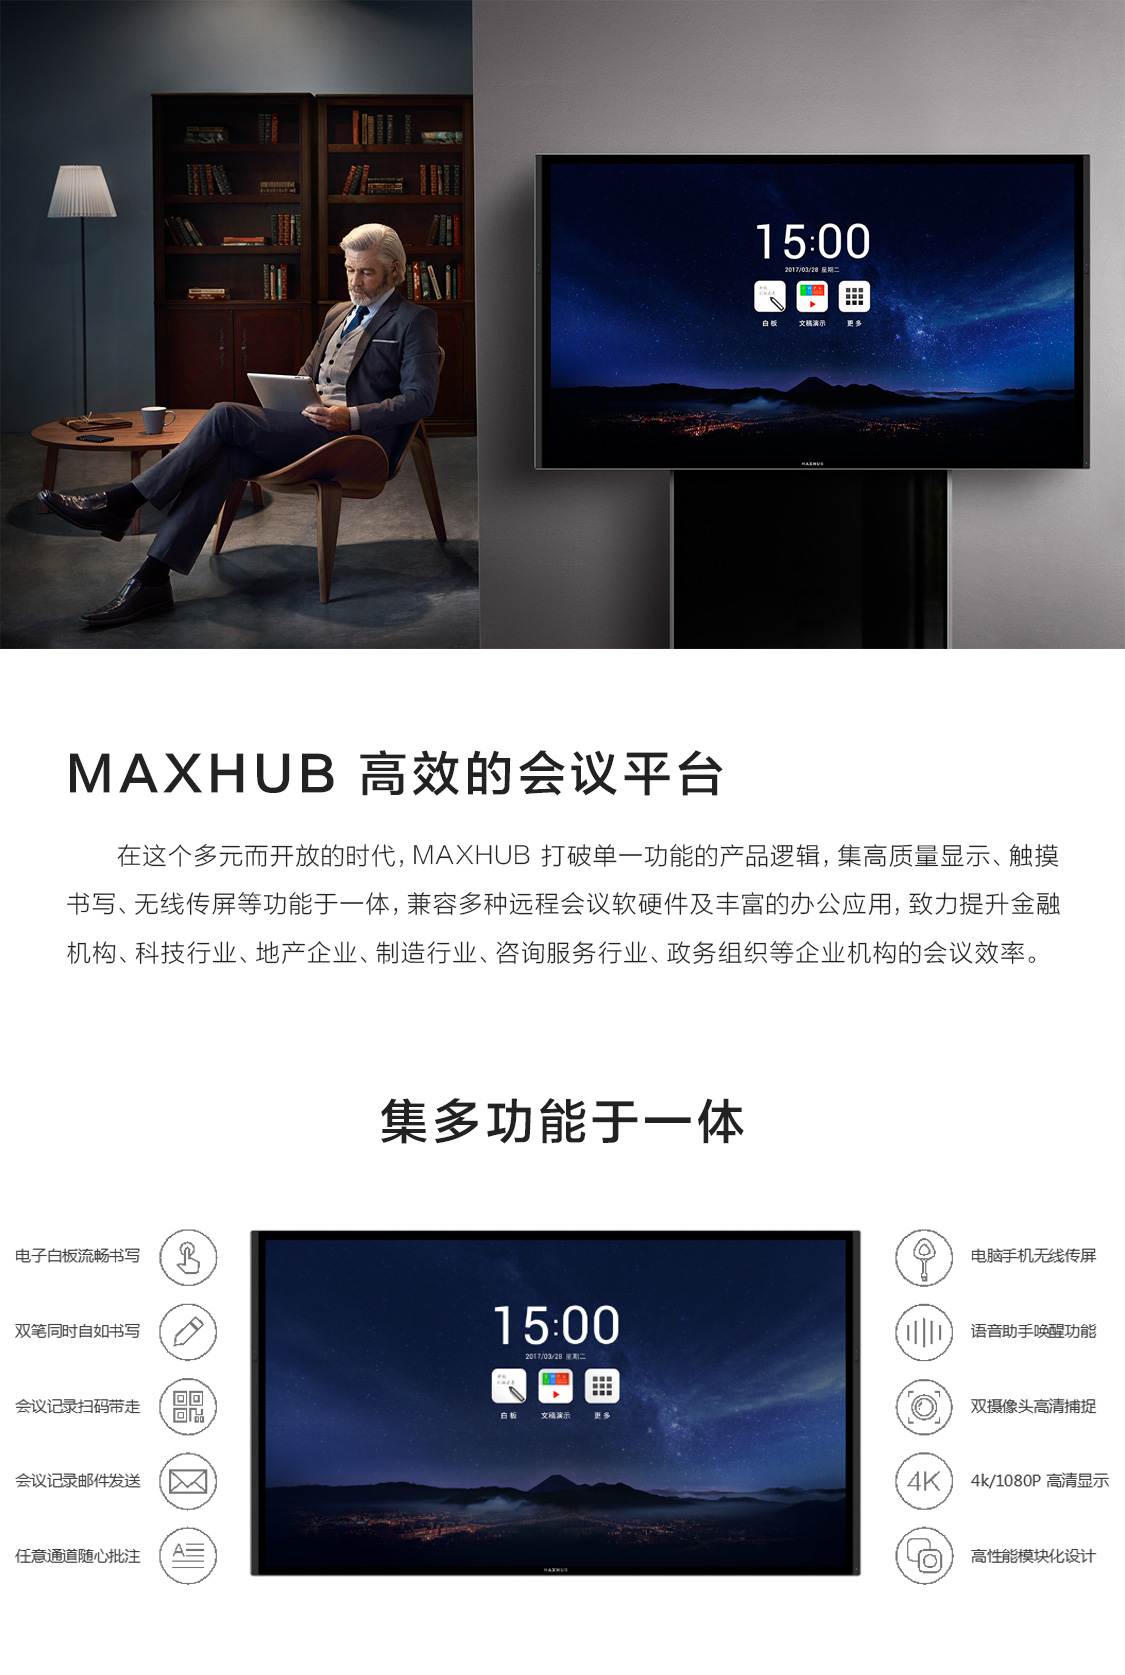 15:00
2017/03/28 星期二
白板
文稿演示
更多
MAXHUB
MAXHUB 高效的会议平台
在这个多元而开放的时代,MAXHUB 打破单一功能的产品逻辑,集高质量显示、触摸
书写、无线传屏等功能于一体,兼容多种远程会议软硬件及丰富的办公应用,致力提升金融
机构、科技行业、地产企业、制造行业、咨询服务行业、政务组织等企业机构的会议效率。
集多功能于一体
电子白板流畅书写
双笔同时自如书写
会议记录扫码带走
会议记录邮件发送
任意通道随心批注
A
15:00
2017/03/28 星期二
白板
文稿演示
更多
MAXHUB
电脑手机无线传屏
语音助手唤醒功能
双摄像头高清捕捉
4K
4k/1080P 高清显示
高性能模块化设计